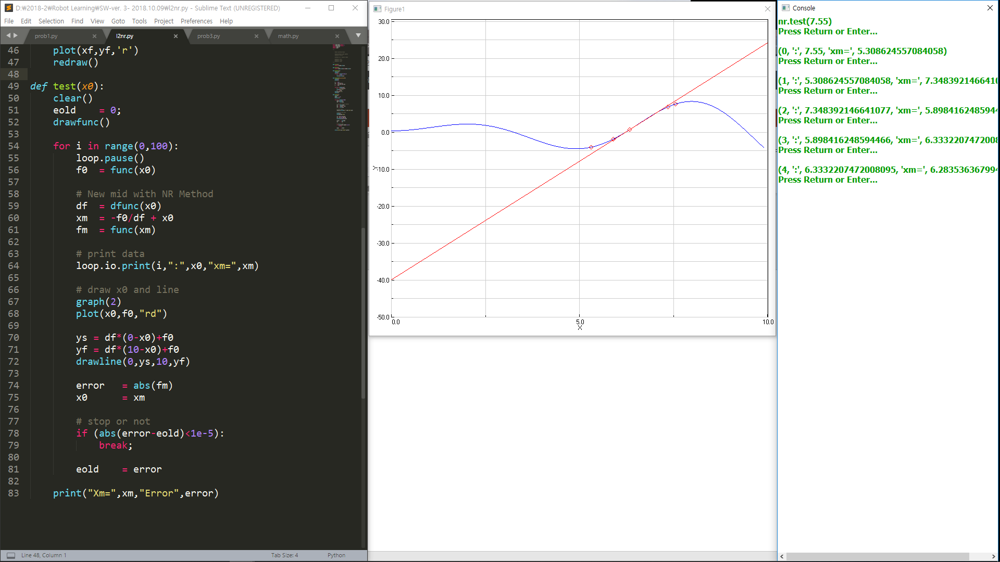 D:\2018-2\Robot Learning\SW-ver. 3- 2018.10.09\l2nr.py - Sublime Text (UNREGISTERED)
File Edit Selection Find View Goto Tools Project Preferences Help
prob1.py l2nr.py prob3.py math.py
46 plot(xf,yf,'r')
47 redraw()
48
49 def test(x0):
50 clear()
51 eold = 0;
52 drawfunc()
53
54 for i in range(0,100):
55 loop.pause()
56 f0 = func(x0)
57
58 # New mid with NR Method
59 df = dfunc(x0)
60 xm = -f0/df + x0
61 fm = func(xm)
62
63 # print data
64 loop.io.print(i,":",x0,"xm=",xm)
65
66 # draw x0 and line
67 graph(2)
68 plot(x0,f0,"rd")
69
70 ys = df*(0-x0)+f0
71 yf = df*(10-x0)+f0
72 drawline(0,ys,10,yf)
73
74 error = abs(fm)
75 x0 = xm
76
77 # stop or not
78 if (abs(error-eold)<1e-5):
79 break;
80
81 eold = error
82
83 print("Xm=",xm,"Error",error)
Line 48, Column 1 Tab Size: 4 Python
Figure1
30.0
20.0
10.0
0.0
Y
-10.0
-20.0
-30.0
-40.0
-50.0
0.0 5.0 10.0
X
Console
nr.test(7.55)
Press Return or Enter...
(0, ':', 7.55, 'xm=', 5.308624557084058)
Press Return or Enter...
(1, ':', 5.308624557084058, 'xm=', 7.3483921466410
Press Return or Enter...
(2, ':', 7.348392146641077, 'xm=', 5.8984162485944
Press Return or Enter...
(3, ':', 5.898416248594466, 'xm=', 6.3332207472008
Press Return or Enter...
(4, ':', 6.3332207472008095, 'xm=', 6.283536367994
Press Return or Enter...